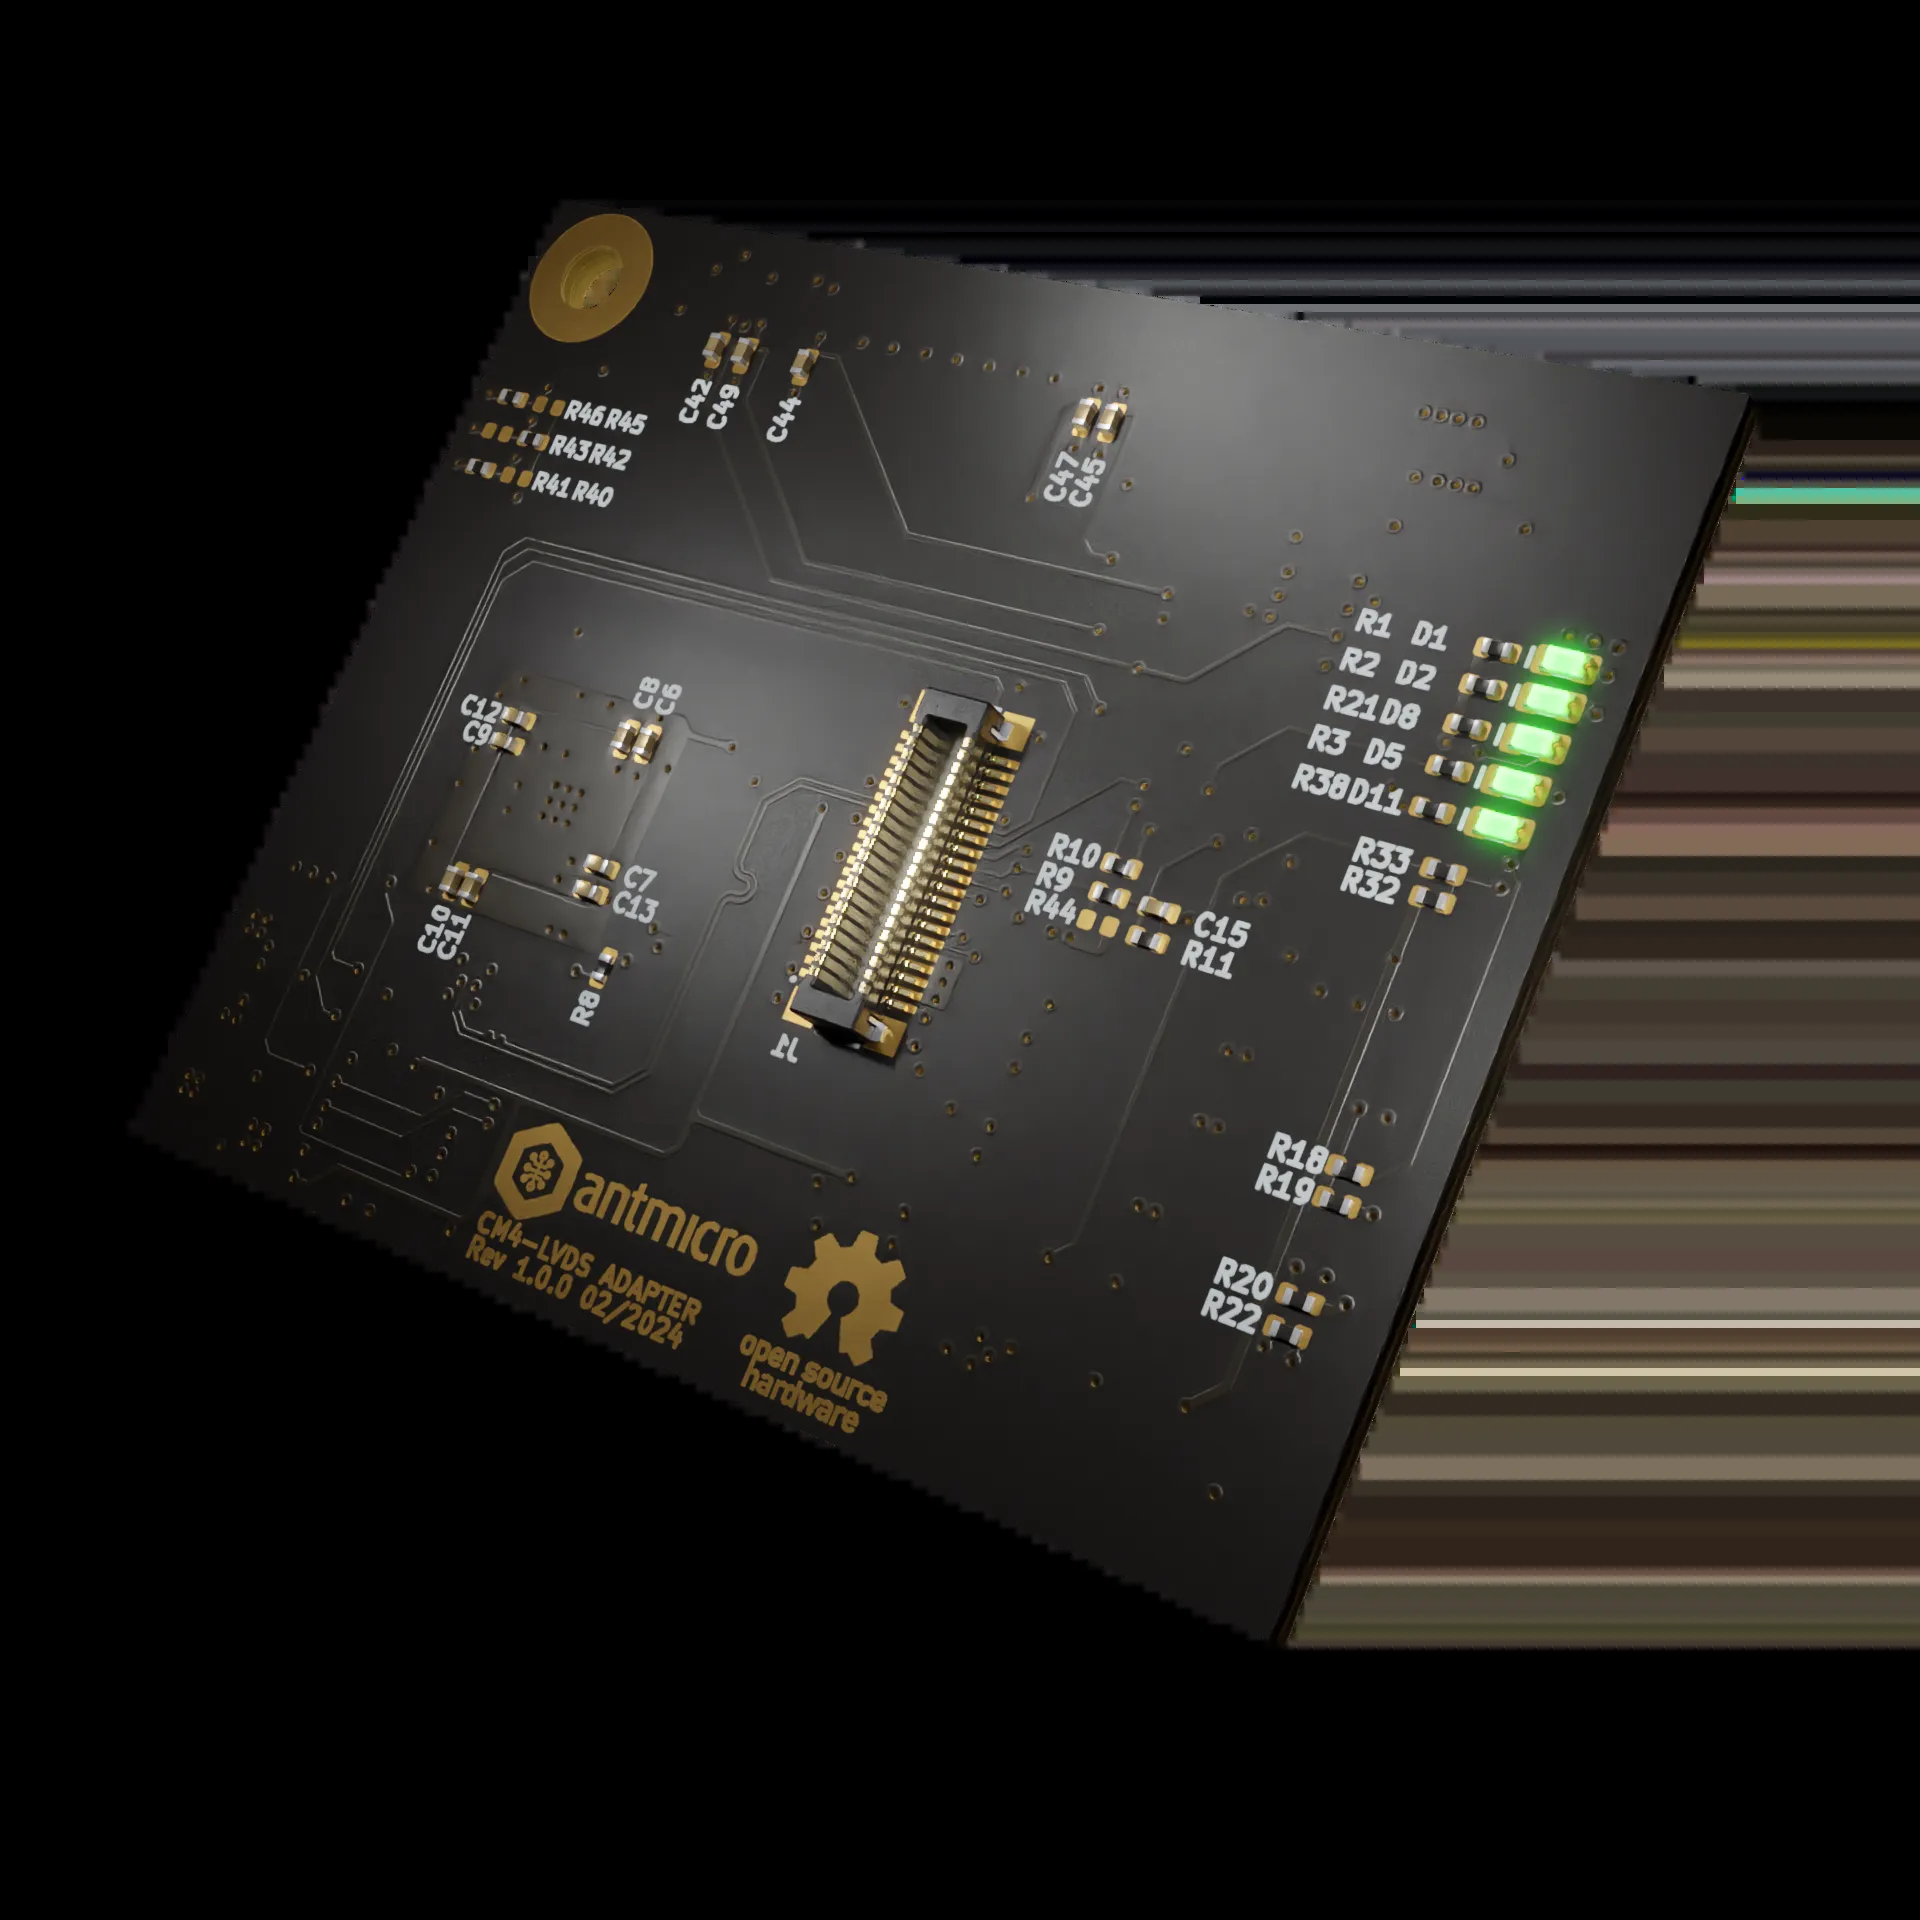 C42
C49
C44
R46 R45
R43 R42
R41 R40
C47
C45
R1 D1
R2 D2
R21 D8
R3 D5
R38 D11
R33
R32
C8
C6
C12
C9
C7
C13
C10
C11
R8
J1
R10
R9
R44
C15
R11
R18
R19
R20
R22
antmicro
CM4-LVDS ADAPTER
Rev 1.0.0 02/2024
open source
hardware